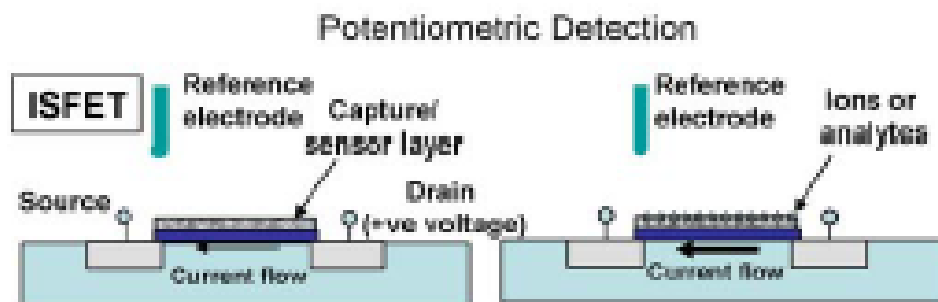 Potentiometric Detection
ISFET
Reference
electrode
Capture/
sensor layer
Source
Drain
(+ve voltage)
Current flow
Reference
electrode
Ions or
analytes
Current flow